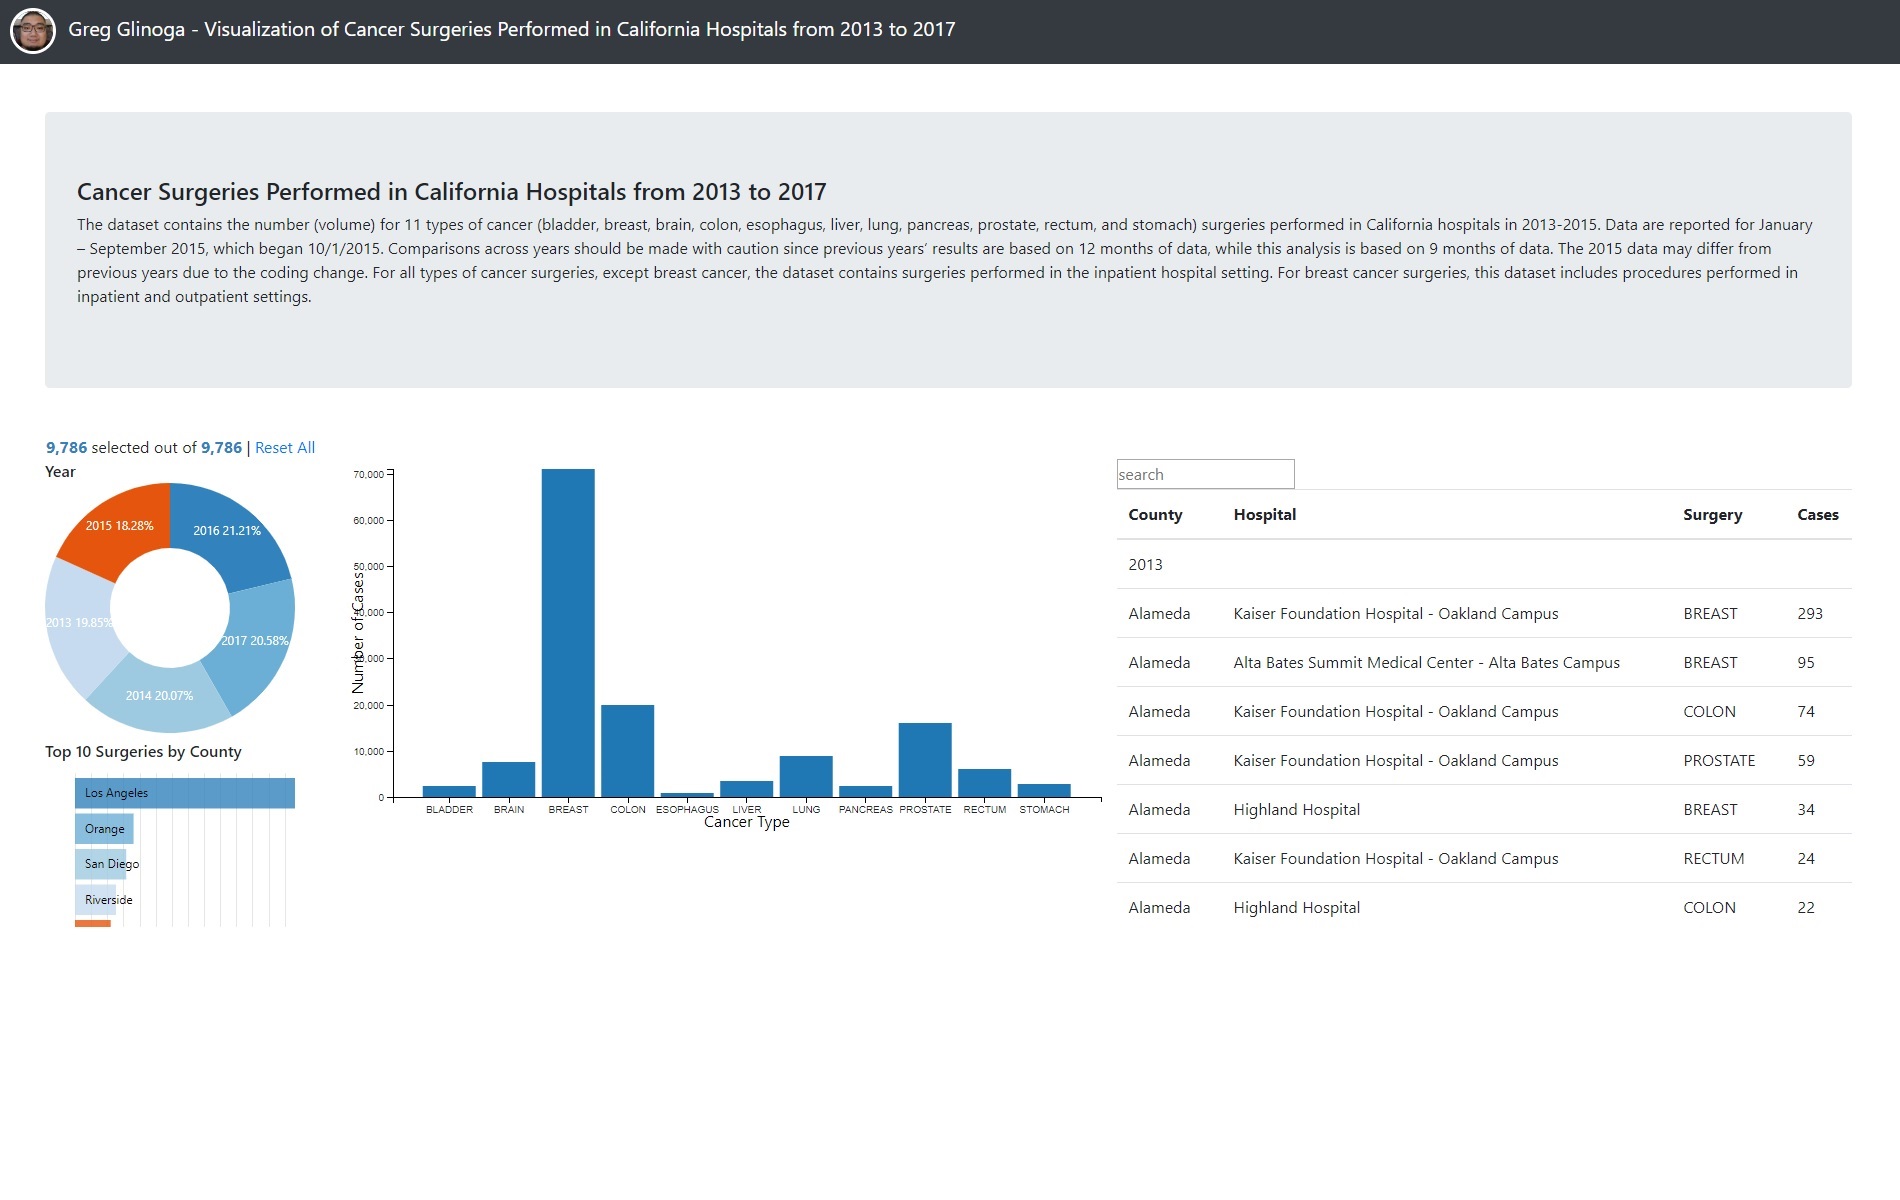 Greg Glinoga - Visualization of Cancer Surgeries Performed in California Hospitals from 2013 to 2017
Cancer Surgeries Performed in California Hospitals from 2013 to 2017
The dataset contains the number (volume) for 11 types of cancer (bladder, breast, brain, colon, esophagus, liver, lung, pancreas, prostate, rectum, and stomach) surgeries performed in California hospitals in 2013-2015. Data are reported for January
– September 2015, which began 10/1/2015. Comparisons across years should be made with caution since previous years’ results are based on 12 months of data, while this analysis is based on 9 months of data. The 2015 data may differ from
previous years due to the coding change. For all types of cancer surgeries, except breast cancer, the dataset contains surgeries performed in the inpatient hospital setting. For breast cancer surgeries, this dataset includes procedures performed in
inpatient and outpatient settings.
9,786 selected out of 9,786 | Reset All
Year
2015 18.28%
2016 21.21%
2013 19.85%
2017 20.58%
2014 20.07%
Top 10 Surgeries by County
Los Angeles
Orange
San Diego
Riverside
Number of Cases
70,000
60,000
50,000
40,000
30,000
20,000
10,000
0
BLADDER BRAIN BREAST COLON ESOPHAGUS LIVER LUNG PANCREAS PROSTATE RECTUM STOMACH
Cancer Type
search
County Hospital Surgery Cases
2013
Alameda Kaiser Foundation Hospital - Oakland Campus BREAST 293
Alameda Alta Bates Summit Medical Center - Alta Bates Campus BREAST 95
Alameda Kaiser Foundation Hospital - Oakland Campus COLON 74
Alameda Kaiser Foundation Hospital - Oakland Campus PROSTATE 59
Alameda Highland Hospital BREAST 34
Alameda Kaiser Foundation Hospital - Oakland Campus RECTUM 24
Alameda Highland Hospital COLON 22